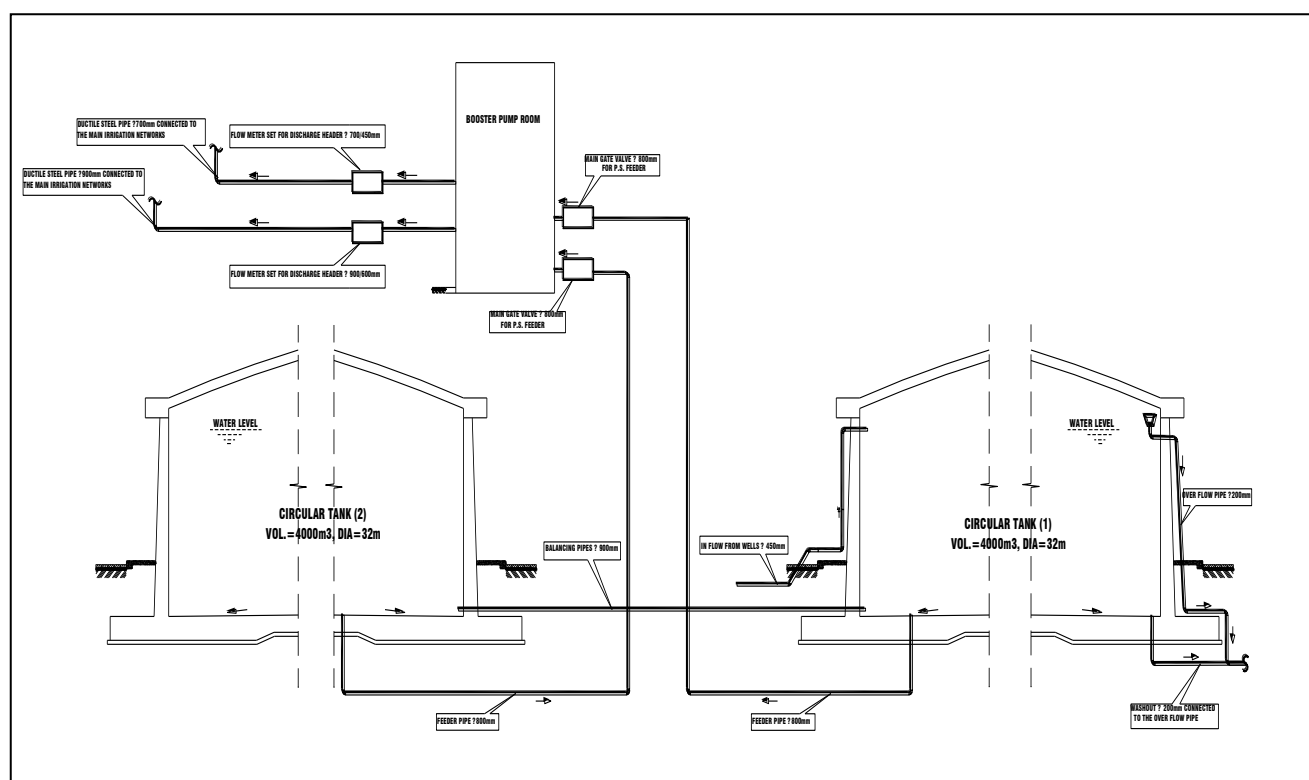 BOOSTER PUMP ROOM
DUCTILE STEEL PIPE ?700mm CONNECTED TO
THE MAIN IRRIGATION NETWORKS
FLOW METER SET FOR DISCHARGE HEADER ? 700/450mm
MAIN GATE VALVE ? 800mm
FOR P.S. FEEDER
DUCTILE STEEL PIPE ?900mm CONNECTED TO
THE MAIN IRRIGATION NETWORKS
FLOW METER SET FOR DISCHARGE HEADER ? 900/600mm
MAIN GATE VALVE ? 800mm
FOR P.S. FEEDER
WATER LEVEL
WATER LEVEL
OVER FLOW PIPE ?200mm
CIRCULAR TANK (2)
VOL.=4000m3, DIA=32m
CIRCULAR TANK (1)
VOL.=4000m3, DIA=32m
BALANCING PIPES ? 900mm
IN FLOW FROM WELLS ? 450mm
FEEDER PIPE ?800mm
FEEDER PIPE ?800mm
WASHOUT ? 200mm CONNECTED
TO THE OVER FLOW PIPE